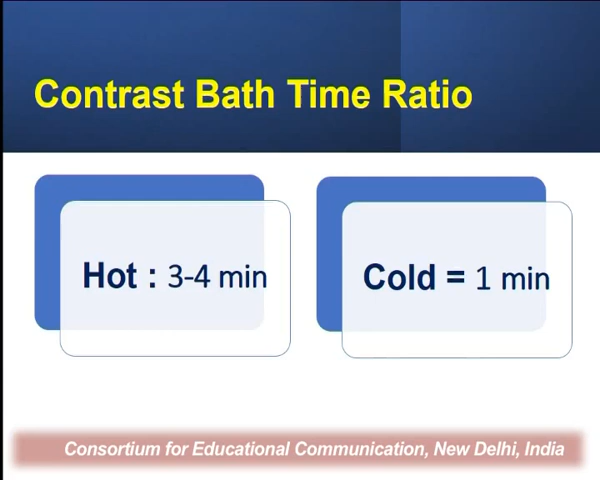 Contrast Bath Time Ratio
Hot : 3-4 min
Cold = 1 min
Consortium for Educational Communication, New Delhi, India